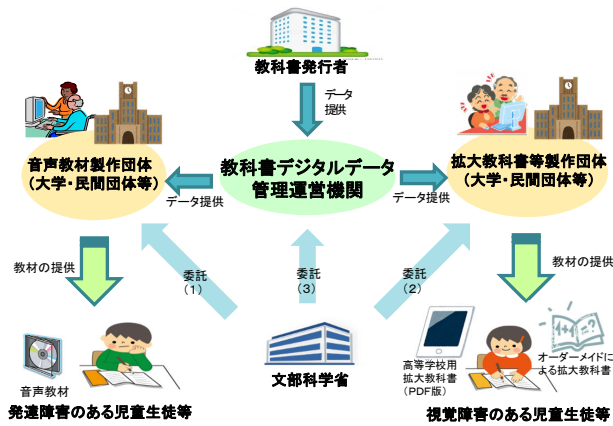 教科書発行者
データ
提供
音声教材製作団体
(大学・民間団体等)
教科書デジタルデータ
管理運営機関
拡大教科書等製作団体
(大学・民間団体等)
データ提供
データ提供
教材の提供
委託
(1)
委託
(3)
委託
(2)
教材の提供
音声教材
発達障害のある児童生徒等
文部科学省
高等学校用
拡大教科書
(PDF版)
1+1=2
オーダーメイドに
よる拡大教科書
視覚障害のある児童生徒等